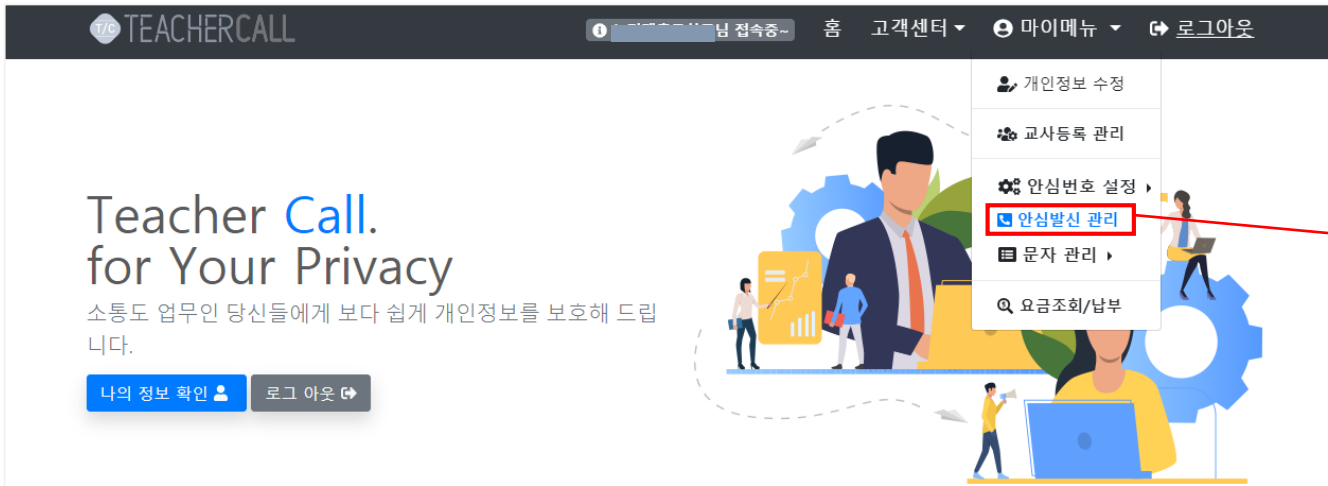 T/C TEACHERCALL
님 접속중~
홈
고객센터
마이메뉴
로그아웃
개인정보 수정
교사등록 관리
안심번호 설정
안심발신 관리
문자 관리
요금조회/납부
Teacher Call.
for Your Privacy
소통도 업무인 당신들에게 보다 쉽게 개인정보를 보호해 드립
니다.
나의 정보 확인
로그 아웃